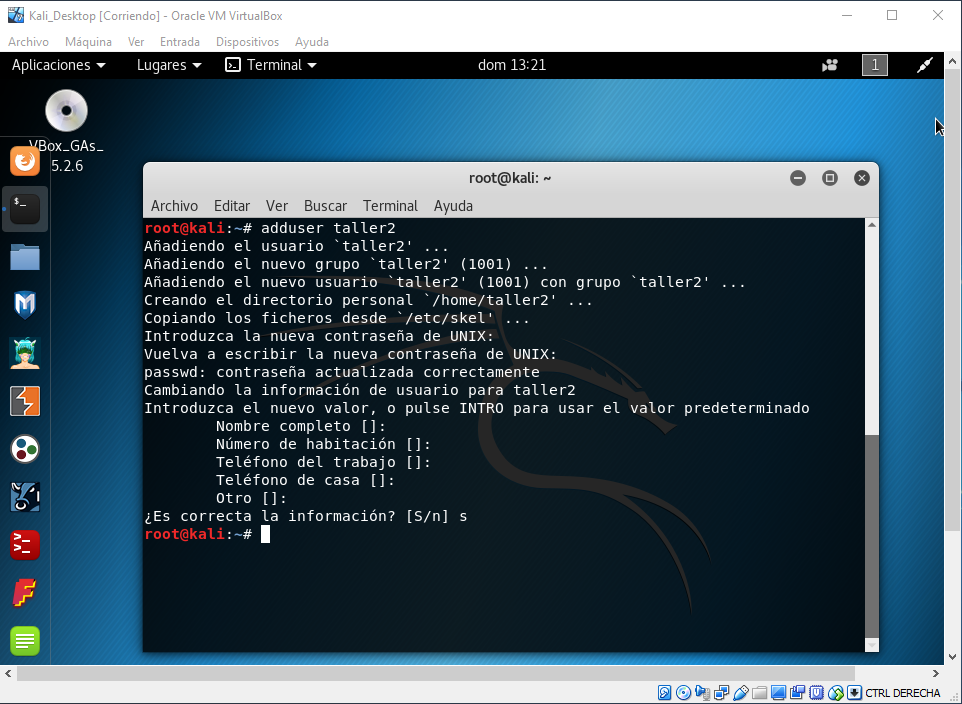 Kali_Desktop [Corriendo] - Oracle VM VirtualBox
Archivo Máquina Ver Entrada Dispositivos Ayuda
Aplicaciones Lugares Terminal dom 13:21 1
VBox_GAs_
5.2.6
root@kali: ~
Archivo Editar Ver Buscar Terminal Ayuda
root@kali:~# adduser taller2
Añadiendo el usuario `taller2' ...
Añadiendo el nuevo grupo `taller2' (1001) ...
Añadiendo el nuevo usuario `taller2' (1001) con grupo `taller2' ...
Creando el directorio personal `/home/taller2' ...
Copiando los ficheros desde `/etc/skel' ...
Introduzca la nueva contraseña de UNIX:
Vuelva a escribir la nueva contraseña de UNIX:
passwd: contraseña actualizada correctamente
Cambiando la información de usuario para taller2
Introduzca el nuevo valor, o pulse INTRO para usar el valor predeterminado
Nombre completo []:
Número de habitación []:
Teléfono del trabajo []:
Teléfono de casa []:
Otro []:
¿Es correcta la información? [S/n] s
root@kali:~#
CTRL DERECHA